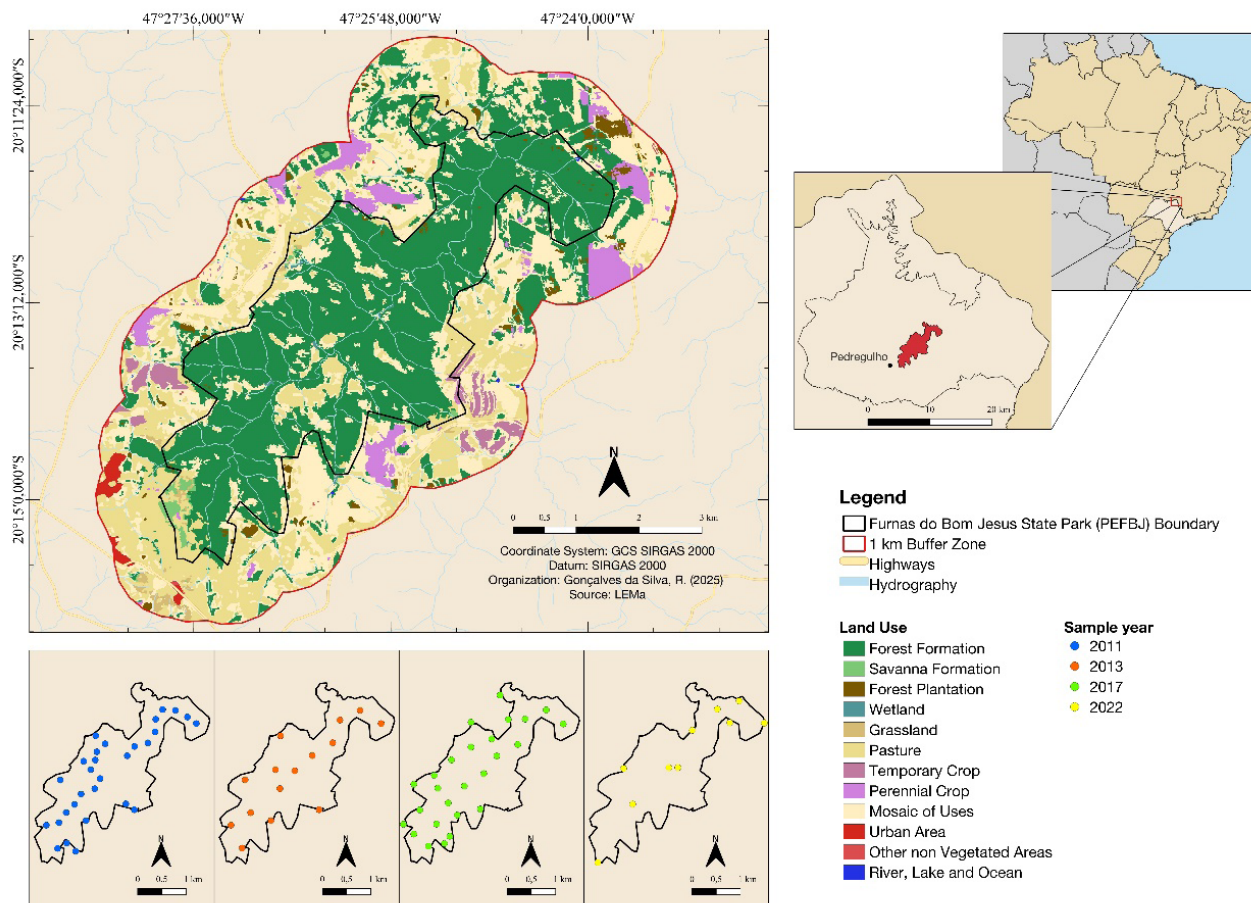 47°27'36,000"W
47°25'48,000"W
47°24'0,000"W
20°11'24,000"S
20°13'12,000"S
20°15'0,000"S
N
0 0,5 1 2 3 km
Coordinate System: GCS SIRGAS 2000
Datum: SIRGAS 2000
Organization: Gonçalves da Silva, R. (2025)
Source: LEMa
Pedregulho
0 10 20 km
Legend
Furnas do Bom Jesus State Park (PEFBJ) Boundary
1 km Buffer Zone
Highways
Hydrography
Land Use
Forest Formation
Savanna Formation
Forest Plantation
Wetland
Grassland
Pasture
Temporary Crop
Perennial Crop
Mosaic of Uses
Urban Area
Other non Vegetated Areas
River, Lake and Ocean
Sample year
2011
2013
2017
2022
N
0 0,5 1 km
N
0 0,5 1 km
N
0 0,5 1 km
N
0 0,5 1 km